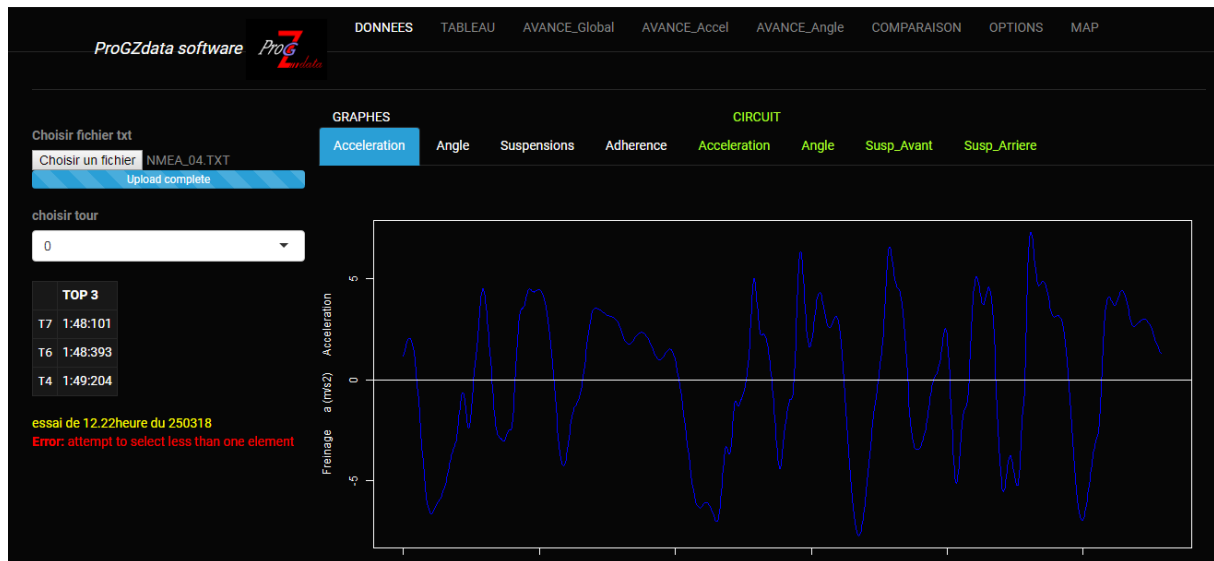 DONNEES TABLEAU AVANCE_Global AVANCE_Accel AVANCE_Angle COMPARAISON OPTIONS MAP
ProGZdata software
ProG
Z
data
GRAPHES CIRCUIT
Acceleration Angle Suspensions Adherence Acceleration Angle Susp_Avant Susp_Arriere
Choisir fichier txt
Choisir un fichier NMEA_04.TXT
Upload complete
choisir tour
0
TOP 3
T7 1:48:101
T6 1:48:393
T4 1:49:204
essai de 12.22heure du 250318
Error: attempt to select less than one element
Freinage a (m/s2) Acceleration
5
0
-5